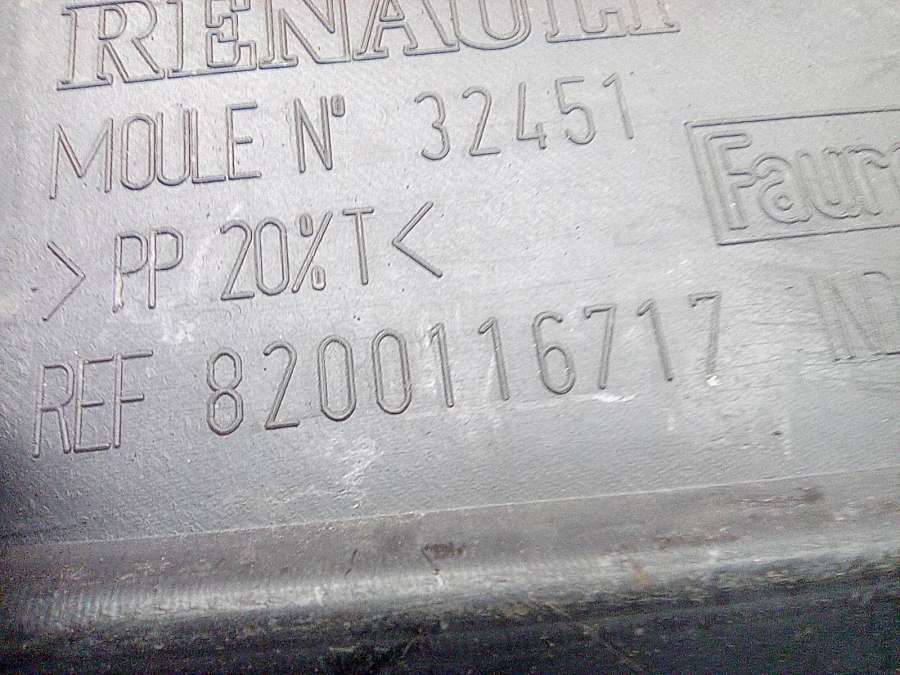 RENAULT
MOULE N° 32451
>PP 20%T<
REF 8200116717